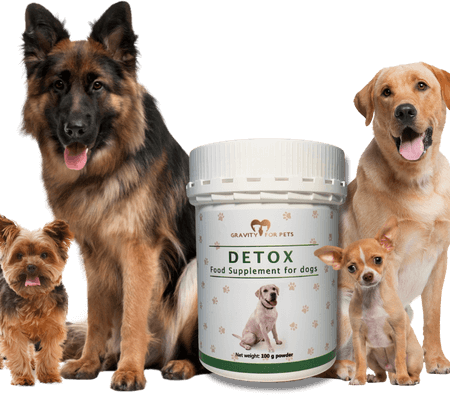 GRAVITY FOR PETS
DETOX
Food Supplement for dogs
Net weight: 100 g powder